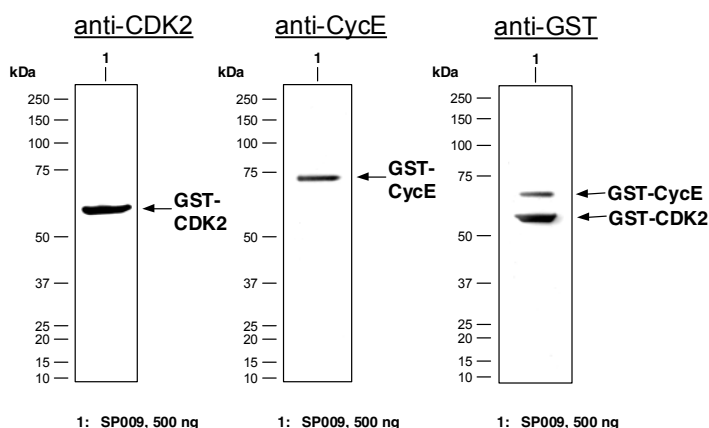 anti-CDK2
1
kDa
250
150
100
75
50
37
25
20
15
10
GST-
CDK2
1: SP009, 500 ng
anti-CycE
1
kDa
250
150
100
75
50
37
25
20
15
10
GST-
CycE
1: SP009, 500 ng
anti-GST
1
kDa
250
150
100
75
50
37
25
20
15
10
GST-CycE
GST-CDK2
1: SP009, 500 ng